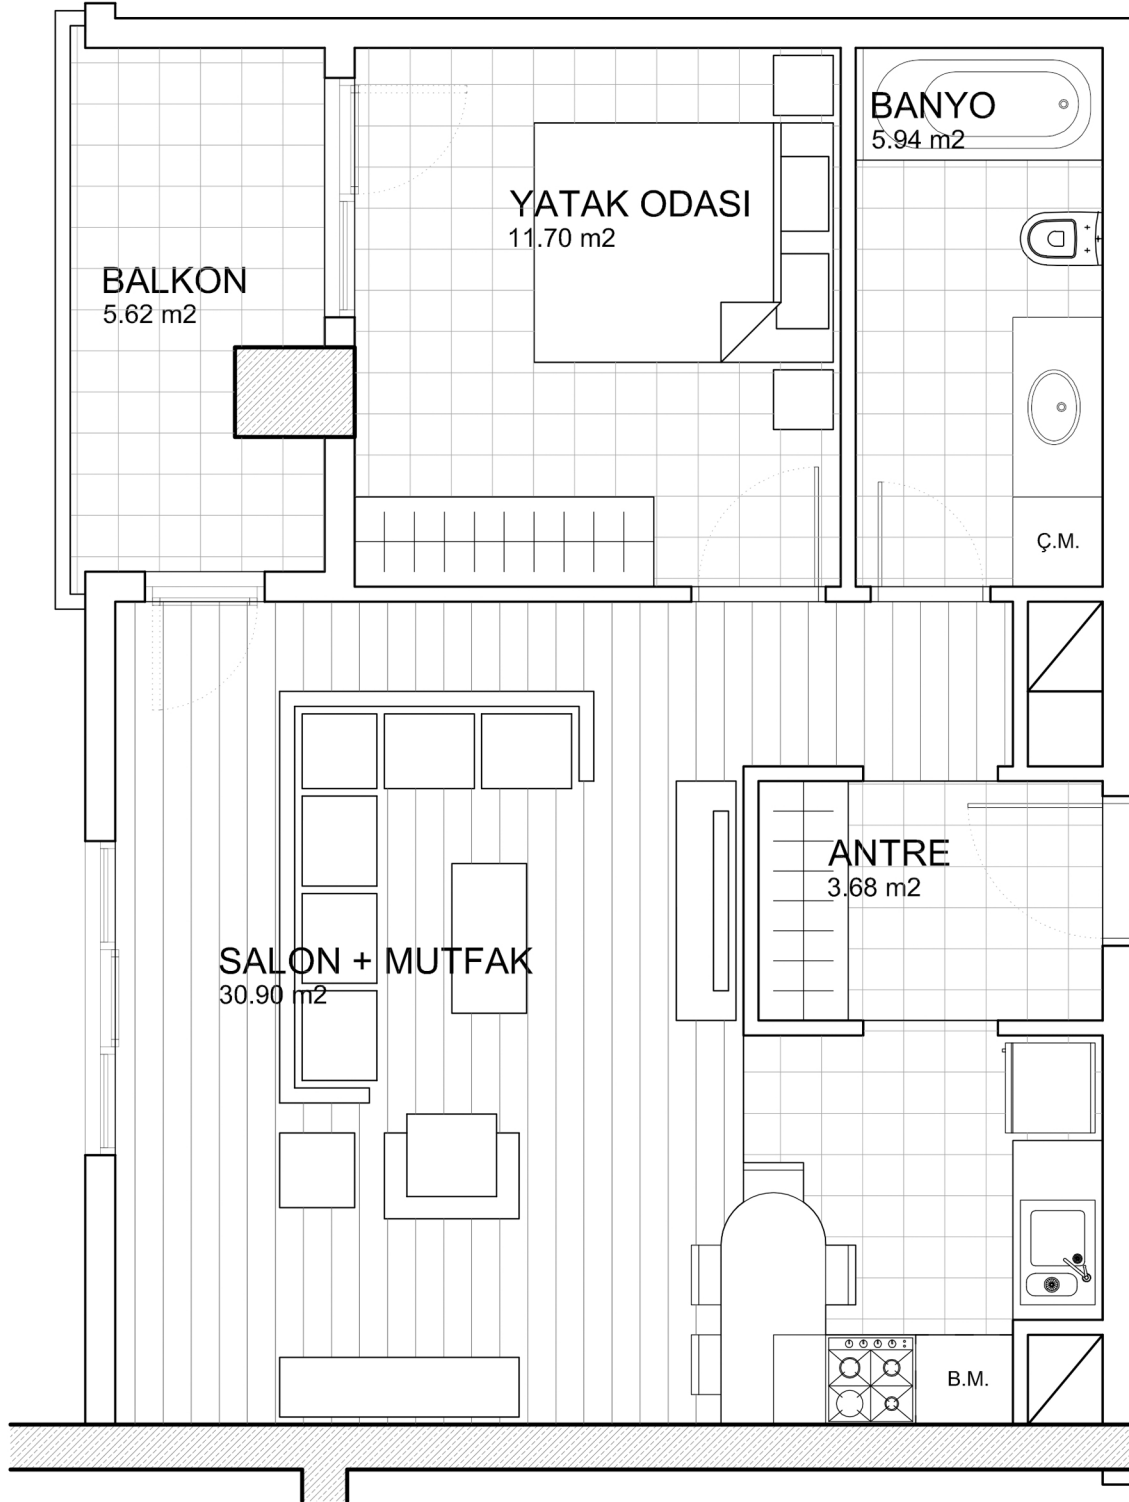 BANYO
5.94 m2
YATAK ODASI
11.70 m2
BALKON
5.62 m2
Ç.M.
ANTRE
3.68 m2
SALON + MUTFAK
30.90 m2
B.M.